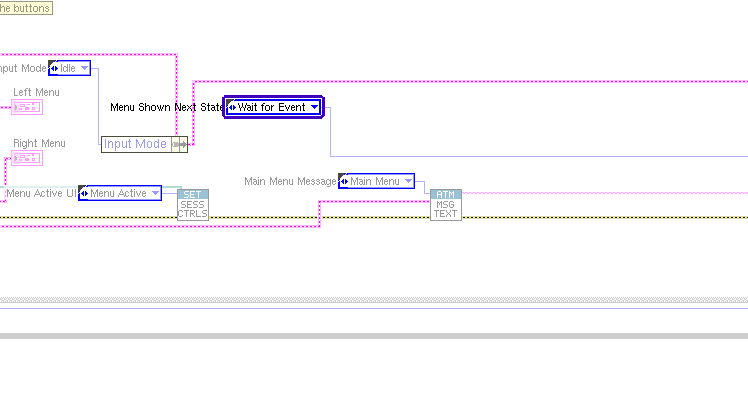 he buttons
nput Mode Idle
Left Menu
Menu Shown Next State Wait for Event
Input Mode
Right Menu
Main Menu Message Main Menu
Menu Active UI Menu Active
SET
SESS
CTRLS
ATM
MSG
TEXT